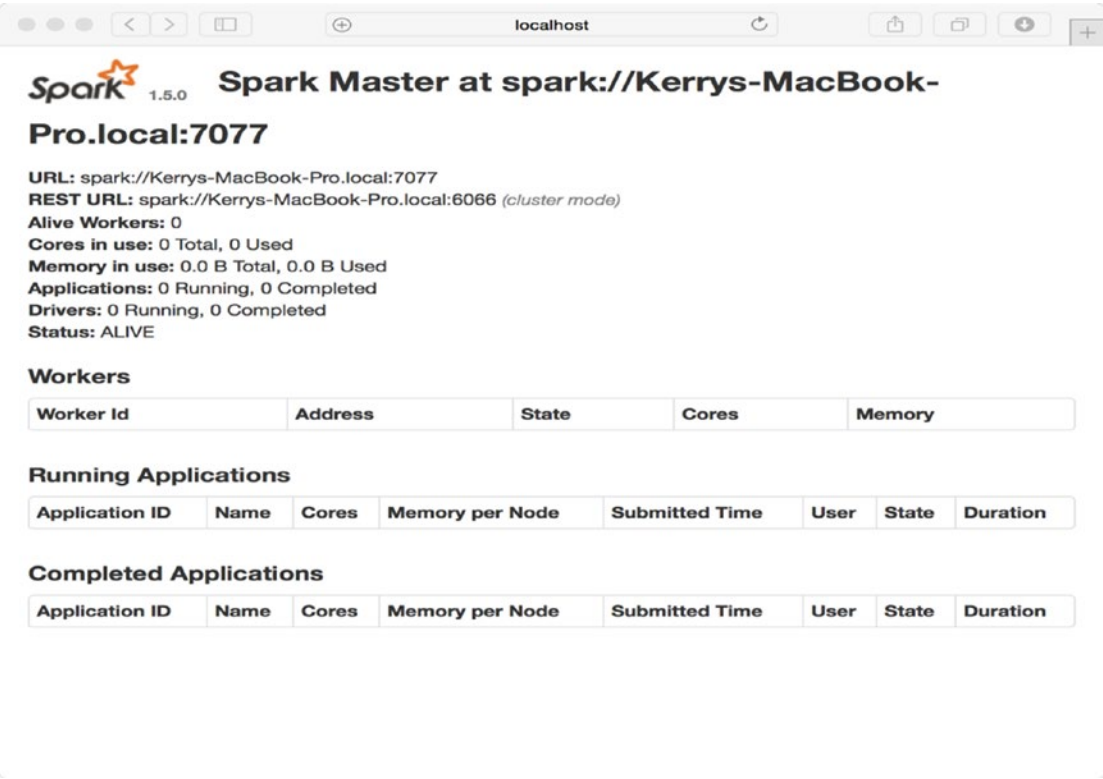 localhost
Spark 1.5.0 Spark Master at spark://Kerrys-MacBook-
Pro.local:7077
URL: spark://Kerrys-MacBook-Pro.local:7077
REST URL: spark://Kerrys-MacBook-Pro.local:6066 (cluster mode)
Alive Workers: 0
Cores in use: 0 Total, 0 Used
Memory in use: 0.0 B Total, 0.0 B Used
Applications: 0 Running, 0 Completed
Drivers: 0 Running, 0 Completed
Status: ALIVE
Workers
Worker Id Address State Cores Memory
Running Applications
Application ID Name Cores Memory per Node Submitted Time User State Duration
Completed Applications
Application ID Name Cores Memory per Node Submitted Time User State Duration